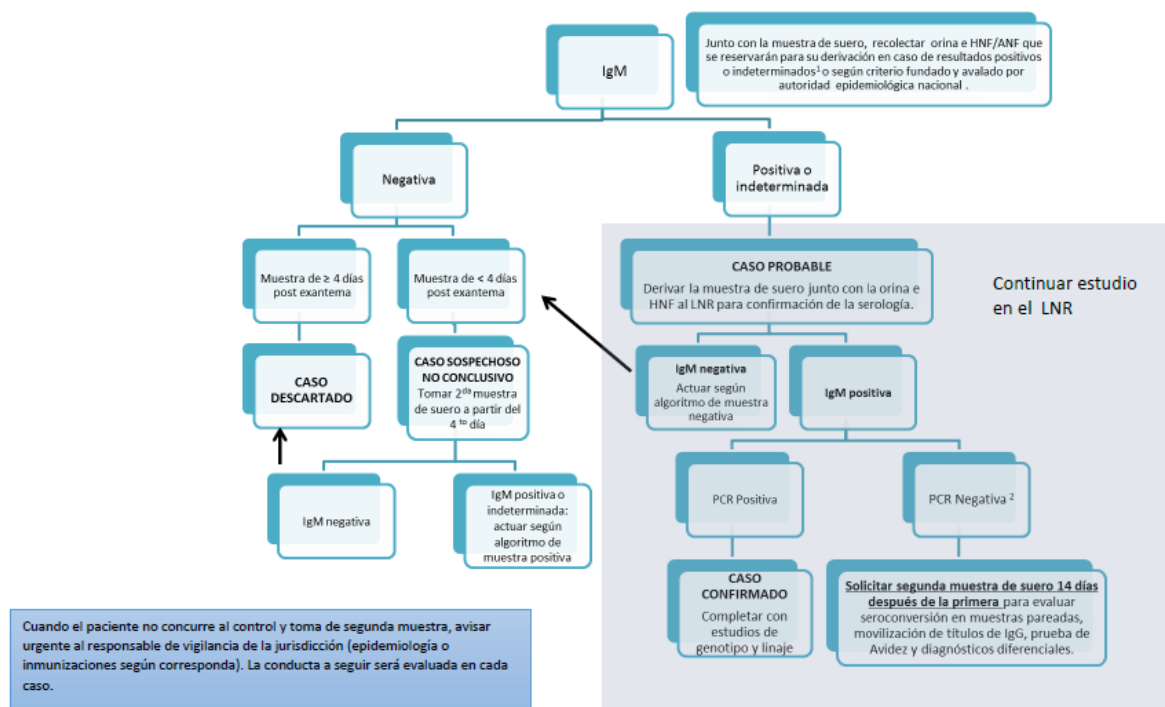 IgM
Junto con la muestra de suero, recolectar orina e HNF/ANF que
se reservarán para su derivación en caso de resultados positivos
o indeterminados¹ o según criterio fundado y avalado por
autoridad epidemiológica nacional .
Negativa
Positiva o
indeterminada
Muestra de ≥ 4 días
post exantema
Muestra de < 4 días
post exantema
CASO PROBABLE
Derivar la muestra de suero junto con la orina e
HNF al LNR para confirmación de la serología.
Continuar estudio
en el LNR
CASO
DESCARTADO
CASO SOSPECHOSO
NO CONCLUSIVO
Tomar 2da muestra
de suero a partir del
4 to día
IgM negativa
Actuar según
algoritmo de muestra
negativa
IgM positiva
IgM negativa
IgM positiva o
indeterminada:
actuar según
algoritmo de
muestra positiva
PCR Positiva
PCR Negativa ²
CASO
CONFIRMADO
Completar con
estudios de
genotipo y linaje
Solicitar segunda muestra de suero 14 días
después de la primera para evaluar
seroconversión en muestras pareadas,
movilización de títulos de IgG, prueba de
Avidez y diagnósticos diferenciales.
Cuando el paciente no concurre al control y toma de segunda muestra, avisar
urgente al responsable de vigilancia de la jurisdicción (epidemiología o
inmunizaciones según corresponda). La conducta a seguir será evaluada en cada
caso.